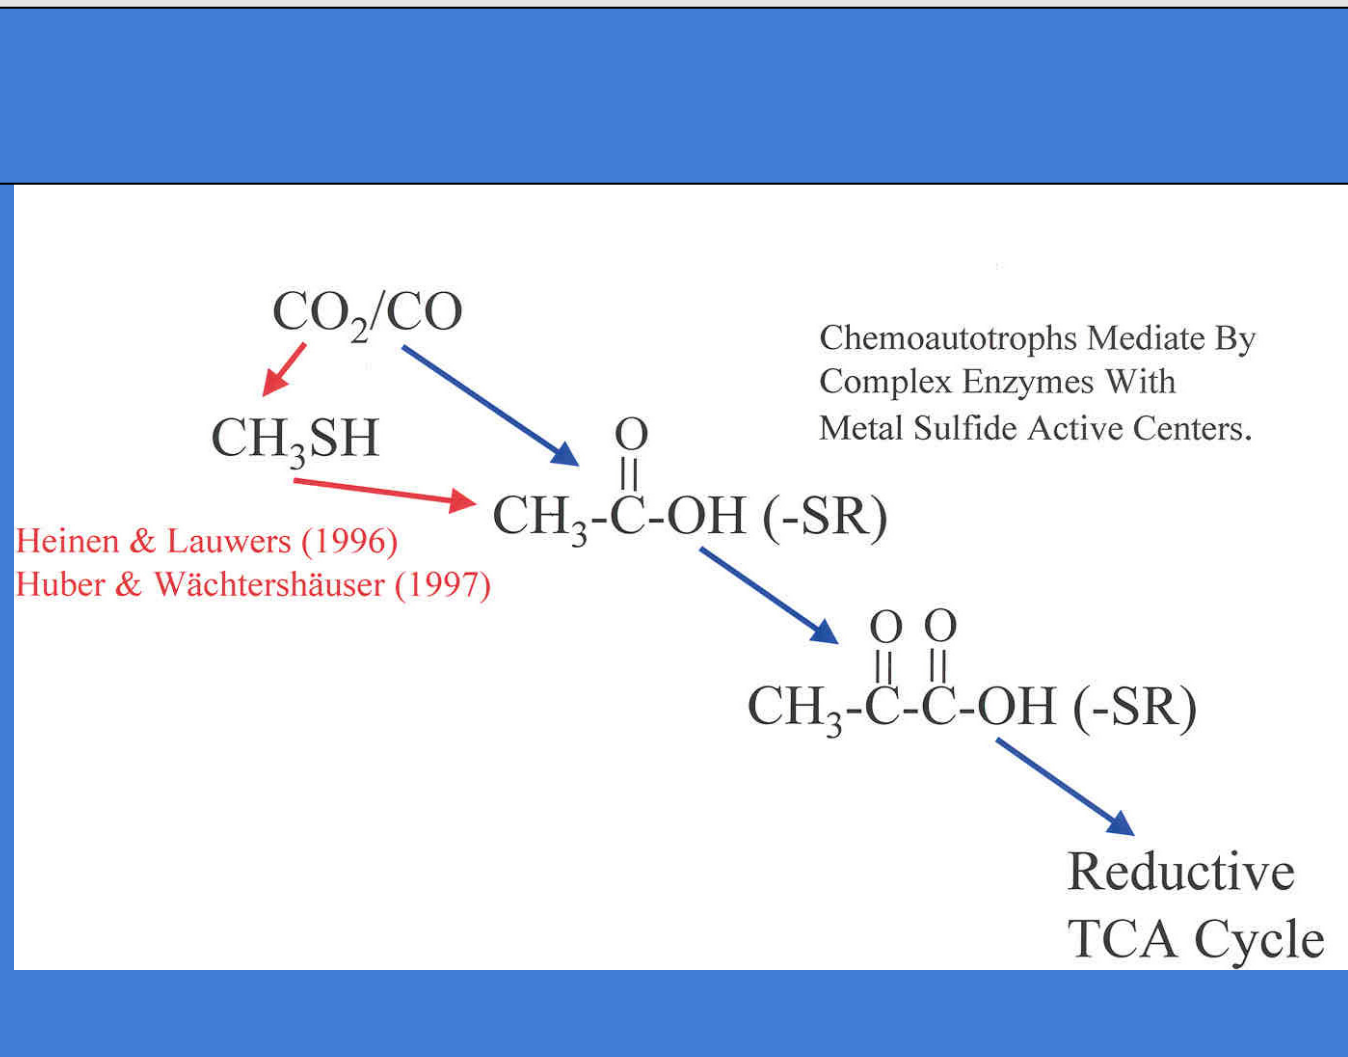 CO2/CO
Chemoautotrophs Mediate By
Complex Enzymes With
Metal Sulfide Active Centers.
CH3SH
O
||
CH3-C-OH (-SR)
Heinen & Lauwers (1996)
Huber & Wächtershäuser (1997)
O O
|| ||
CH3-C-C-OH (-SR)
Reductive
TCA Cycle